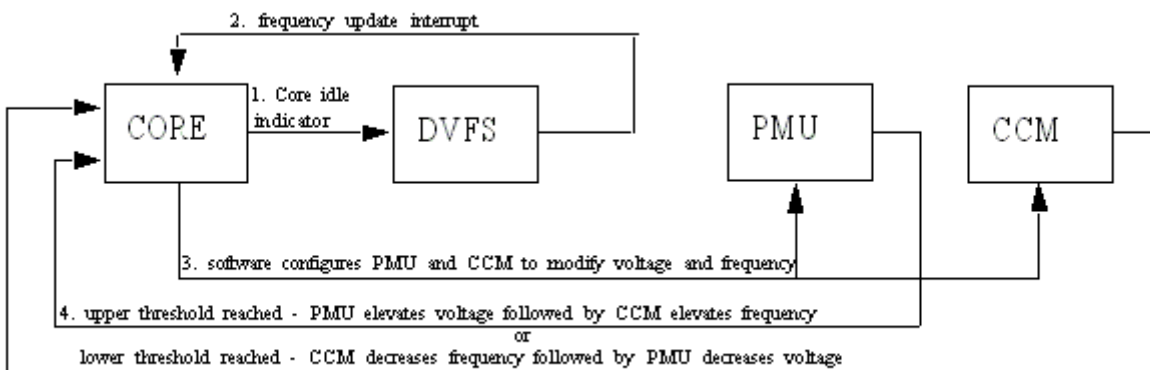 2. frequency update interrupt
1. Core idle
indicator
CORE
DVFS
PMU
CCM
3. software configures PMU and CCM to modify voltage and frequency
4. upper threshold reached - PMU elevates voltage followed by CCM elevates frequency
or
lower threshold reached - CCM decreases frequency followed by PMU decreases voltage